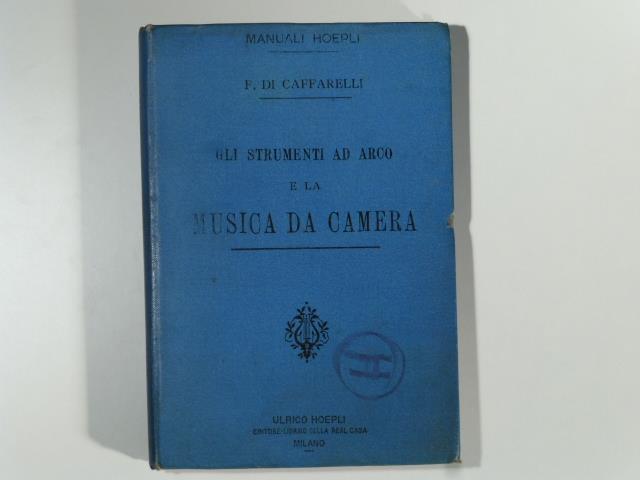 MANUALI HOEPLI
F. DI CAFFARELLI
GLI STRUMENTI AD ARCO
E LA
MUSICA DA CAMERA
H
ULRICO HOEPLI
EDITORE-LIBRAIO DELLA REAL CASA
MILANO